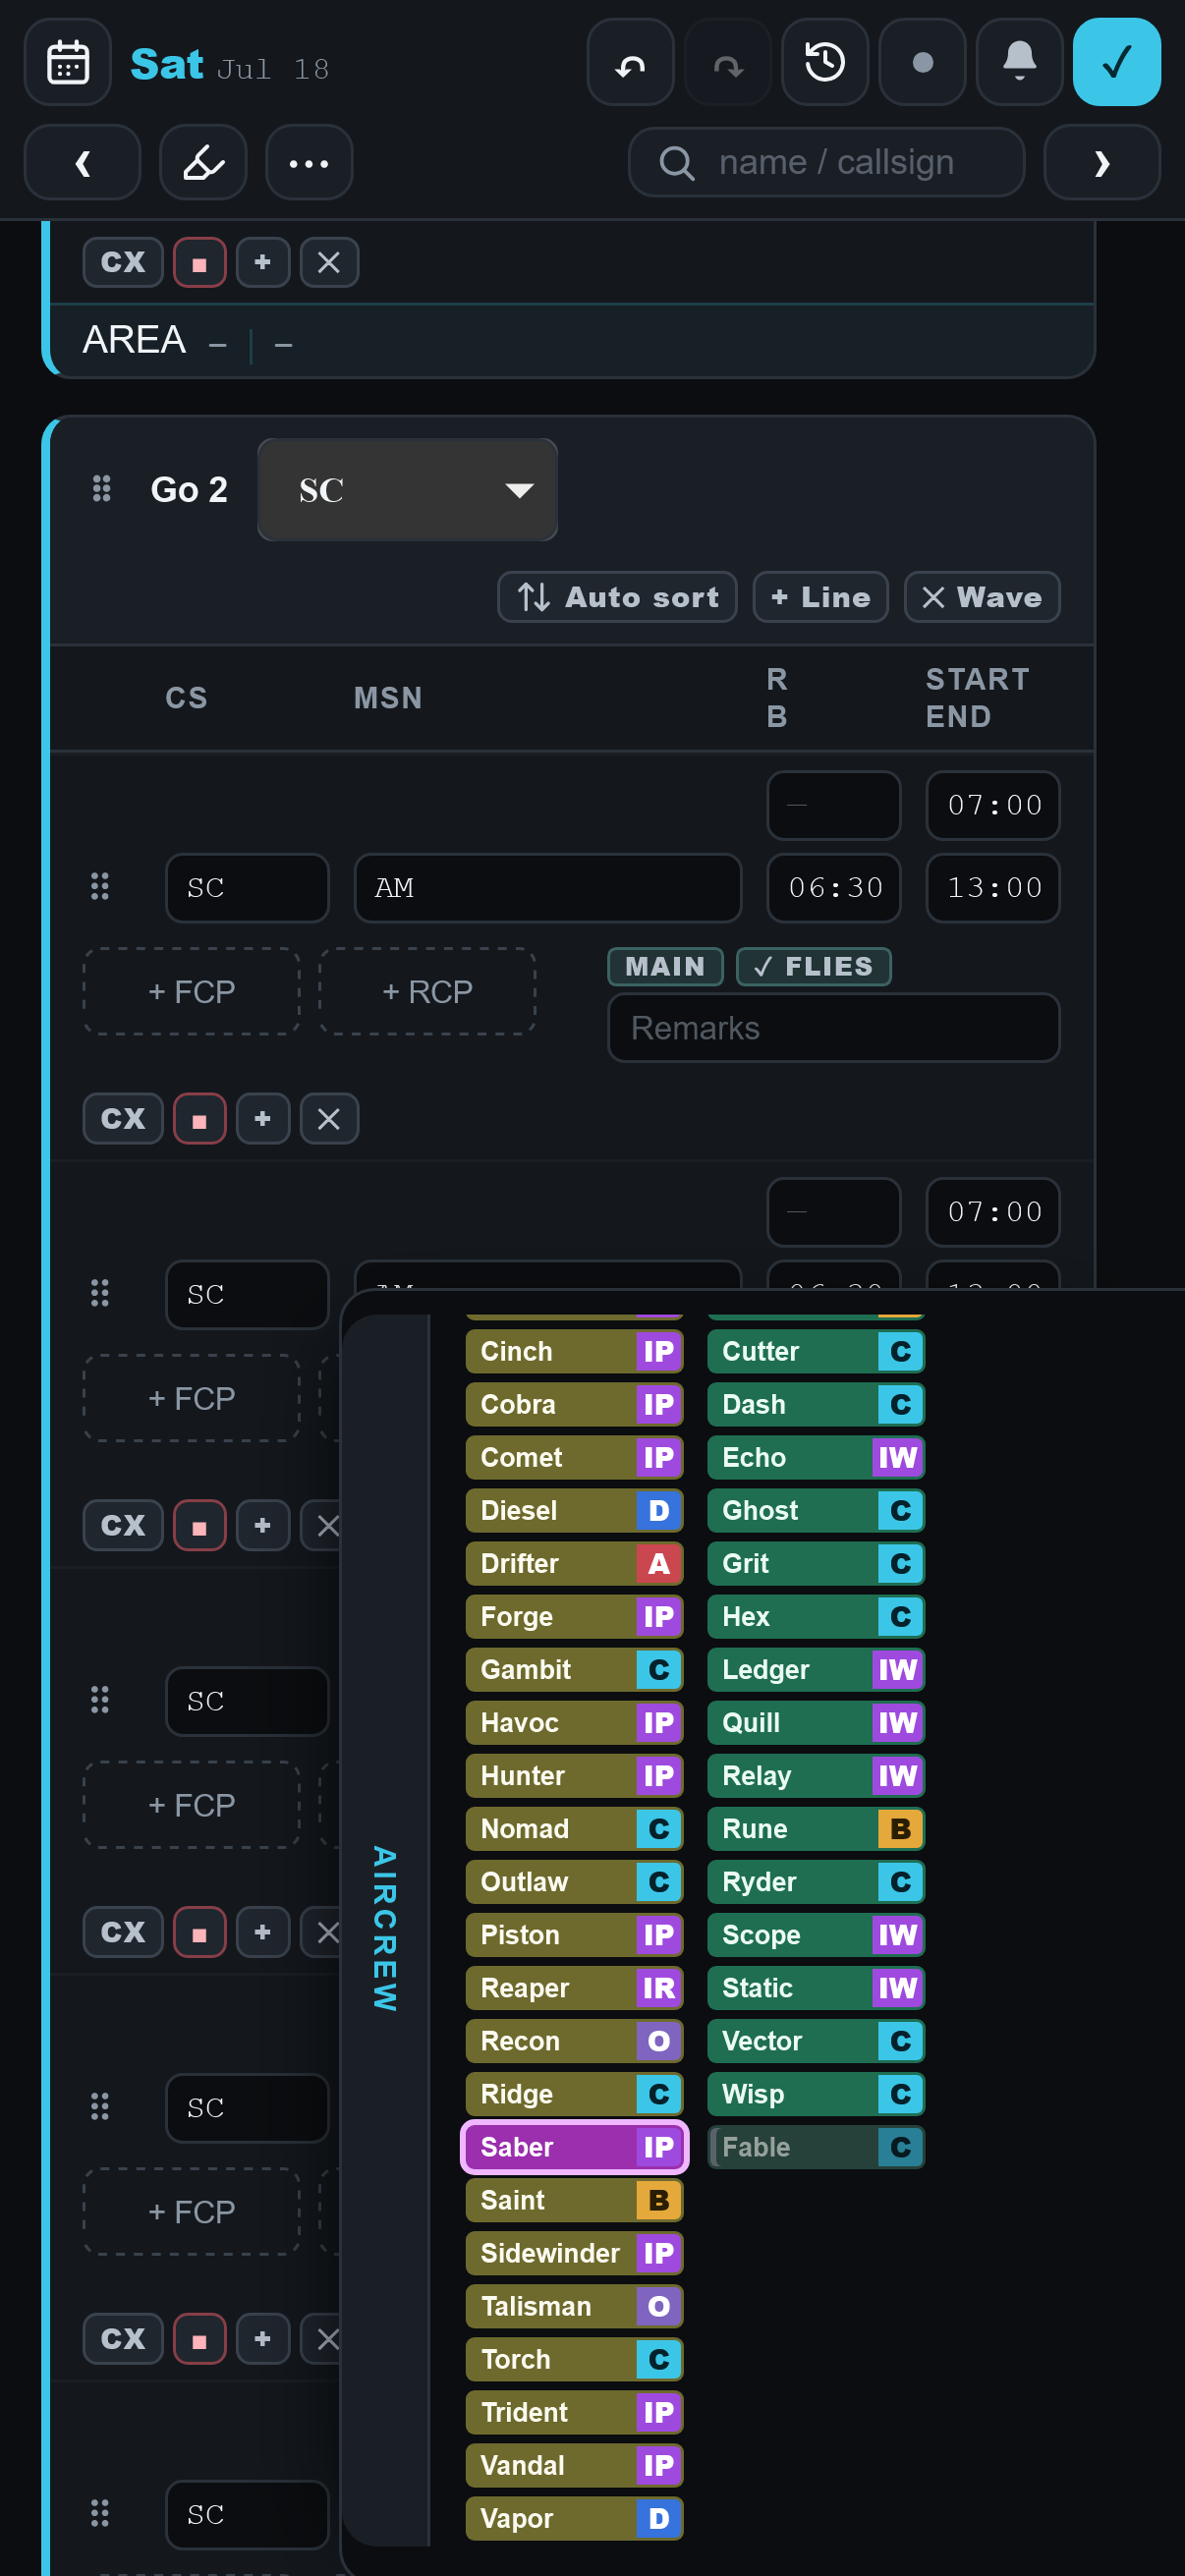 Sat Jul 18
name / callsign
CX +
AREA – | –
Go 2 SC
Auto sort + Line Wave
CS MSN R B START END
— 07:00
SC AM 06:30 13:00
+ FCP + RCP MAIN ✓ FLIES
Remarks
CX +
— 07:00
SC
+ FCP
CX +
SC
+ FCP
CX +
SC
+ FCP
CX +
SC
AIRCREW
Cinch IP
Cobra IP
Comet IP
Diesel D
Drifter A
Forge IP
Gambit C
Havoc IP
Hunter IP
Nomad C
Outlaw C
Piston IP
Reaper IR
Recon O
Ridge C
Saber IP
Saint B
Sidewinder IP
Talisman O
Torch C
Trident IP
Vandal IP
Vapor D
Cutter C
Dash C
Echo IW
Ghost C
Grit C
Hex C
Ledger IW
Quill IW
Relay IW
Rune B
Ryder C
Scope IW
Static IW
Vector C
Wisp C
Fable C